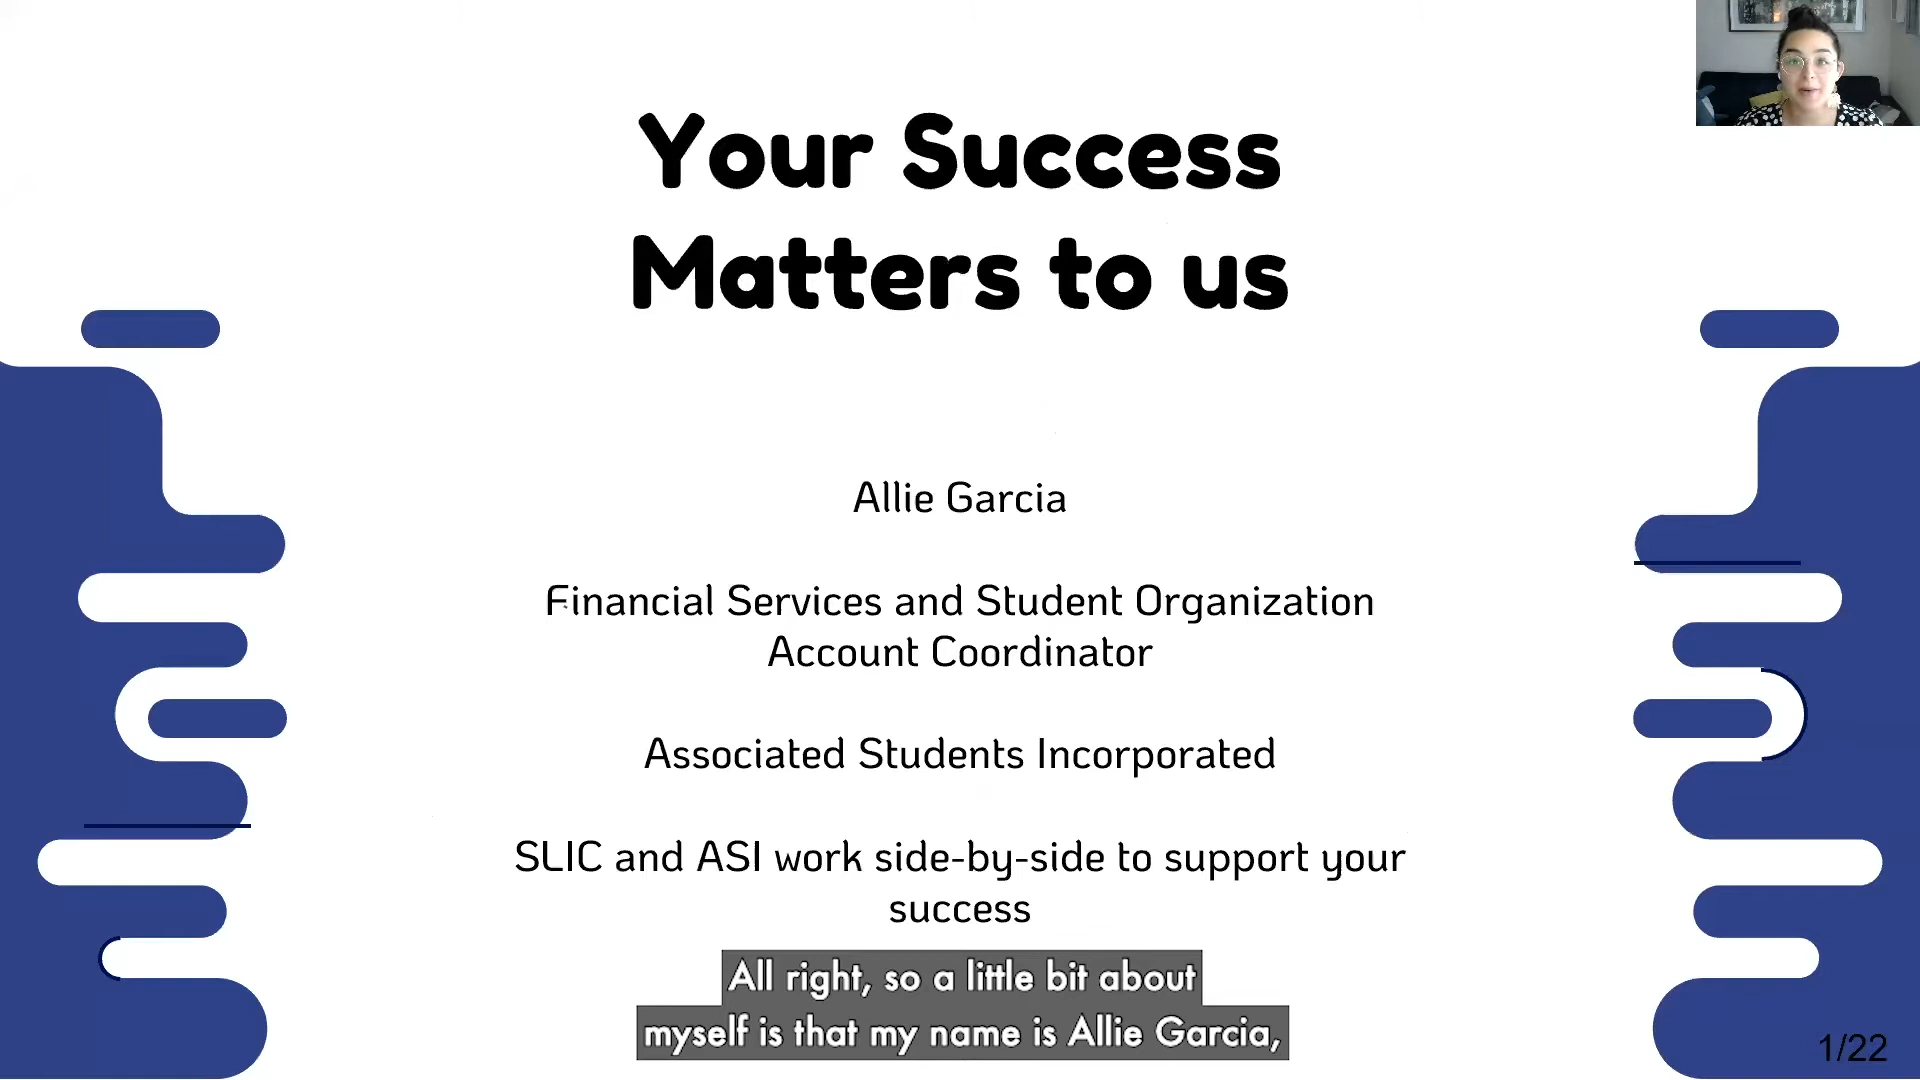 Your Success
Matters to us
Allie Garcia
Financial Services and Student Organization
Account Coordinator
Associated Students Incorporated
SLIC and ASI work side-by-side to support your
success
All right, so a little bit about
myself is that my name is Allie Garcia,
1/22